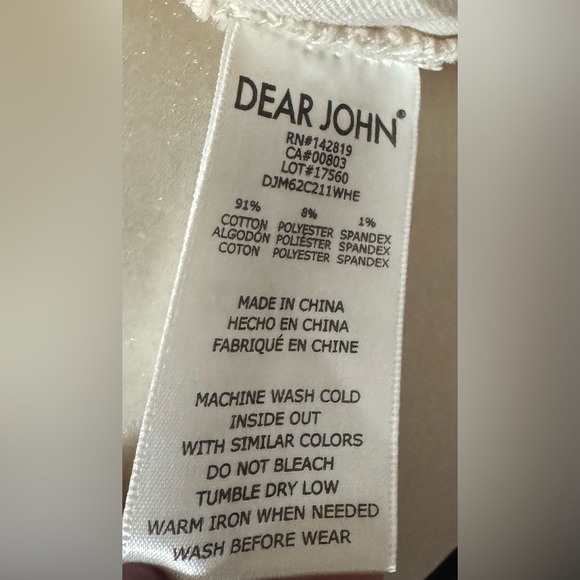 DEAR JOHN®
RN#142819
CA#00803
LOT#17560
DJM62C211WHE
91% 8% 1%
COTTON POLYESTER SPANDEX
ALGODÓN POLIÉSTER SPANDEX
COTON POLYESTER SPANDEX
MADE IN CHINA
HECHO EN CHINA
FABRIQUÉ EN CHINE
MACHINE WASH COLD
INSIDE OUT
WITH SIMILAR COLORS
DO NOT BLEACH
TUMBLE DRY LOW
WARM IRON WHEN NEEDED
WASH BEFORE WEAR